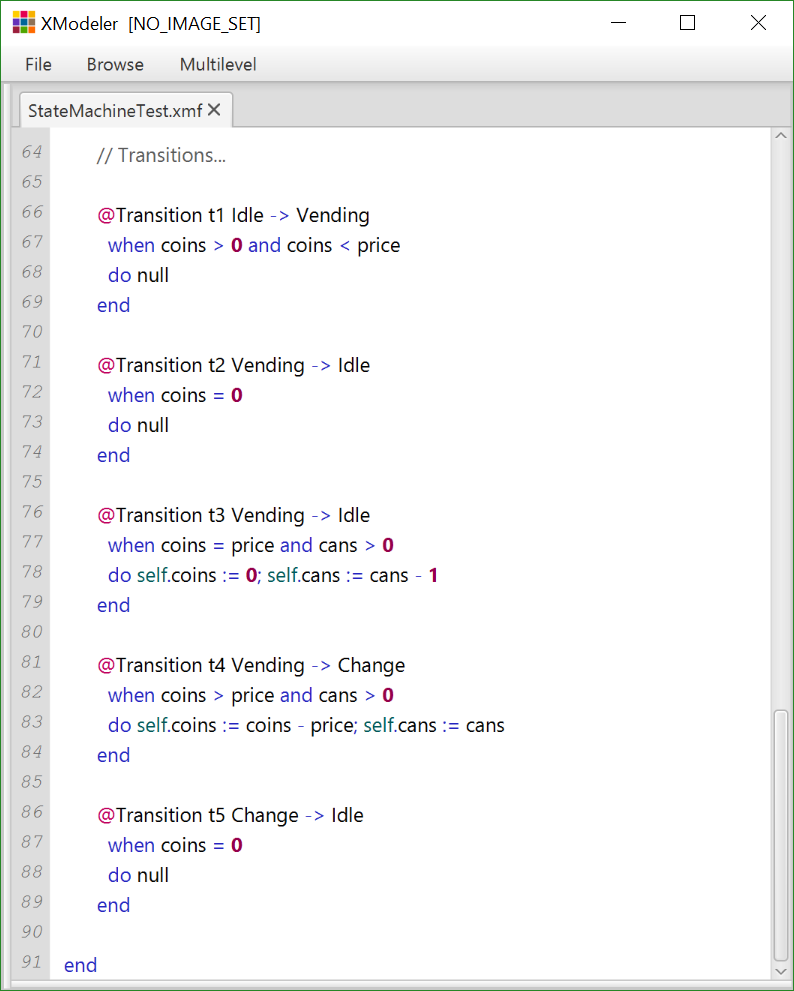 XModeler [NO_IMAGE_SET]
File Browse Multilevel
StateMachineTest.xmf
64 // Transitions...
65
66 @Transition t1 Idle -> Vending
67 when coins > 0 and coins < price
68 do null
69 end
70
71 @Transition t2 Vending -> Idle
72 when coins = 0
73 do null
74 end
75
76 @Transition t3 Vending -> Idle
77 when coins = price and cans > 0
78 do self.coins := 0; self.cans := cans - 1
79 end
80
81 @Transition t4 Vending -> Change
82 when coins > price and cans > 0
83 do self.coins := coins - price; self.cans := cans
84 end
85
86 @Transition t5 Change -> Idle
87 when coins = 0
88 do null
89 end
90
91 end